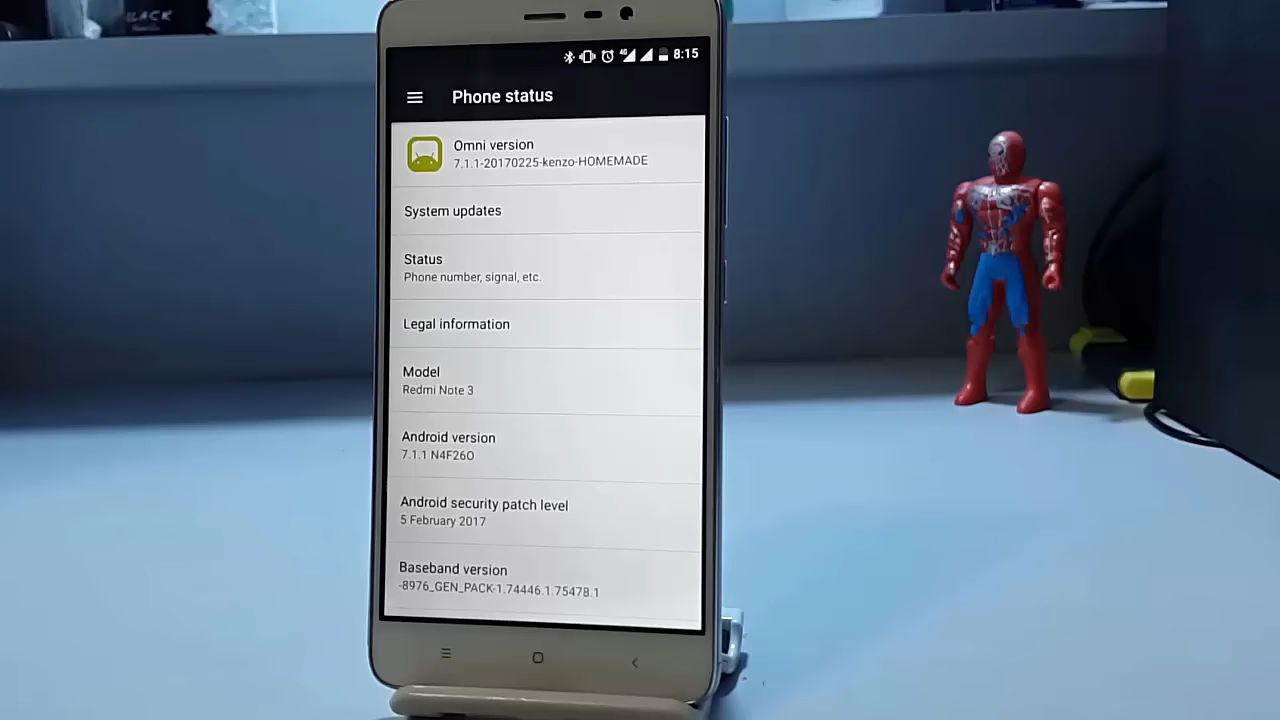 BLACK
4G 8:15
Phone status
Omni version
7.1.1-20170225-kenzo-HOMEMADE
System updates
Status
Phone number, signal, etc.
Legal information
Model
Redmi Note 3
Android version
7.1.1 N4F26O
Android security patch level
5 February 2017
Baseband version
-8976_GEN_PACK-1.74446.1.75478.1